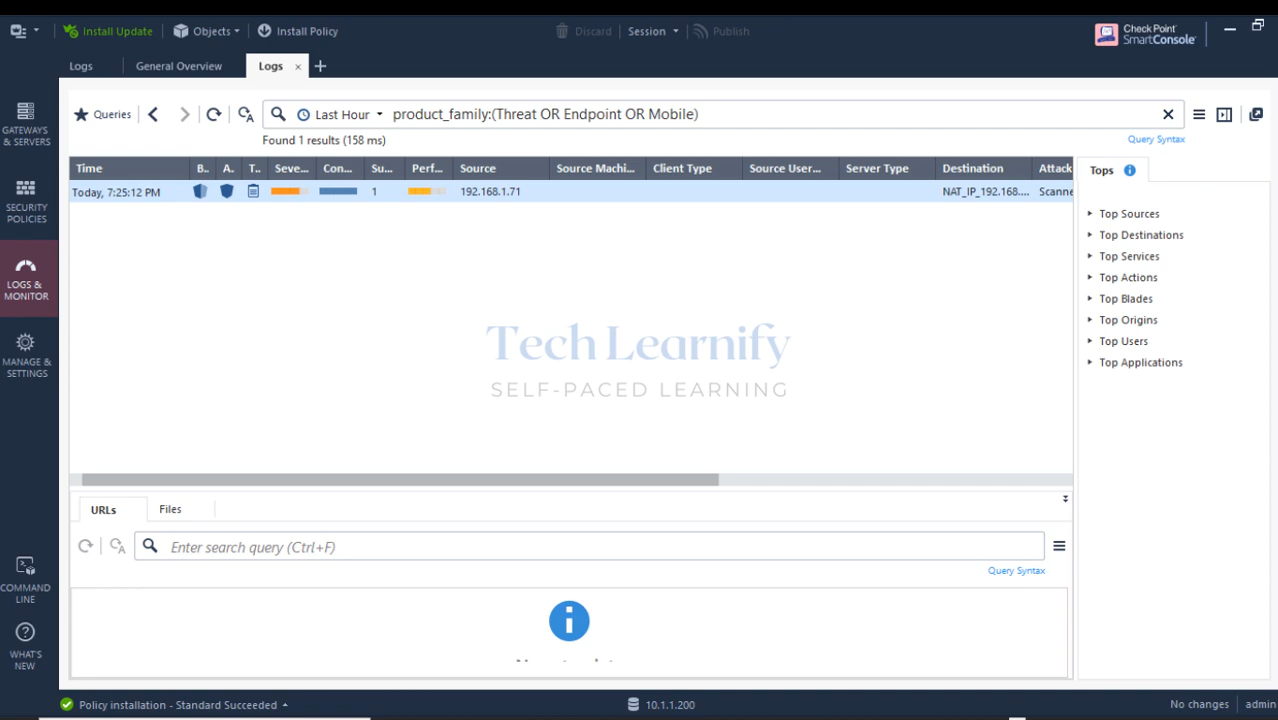 Install Update
Objects
Install Policy
Discard
Session
Publish
Check Point
SmartConsole
Logs
General Overview
Logs
GATEWAYS
& SERVERS
SECURITY
POLICIES
LOGS &
MONITOR
MANAGE &
SETTINGS
COMMAND
LINE
WHAT'S
NEW
Queries
Last Hour
product_family:(Threat OR Endpoint OR Mobile)
Found 1 results (158 ms)
Query Syntax
Time B.. A.. T.. Seve... Con... Su... Perf... Source Source Machi... Client Type Source User... Server Type Destination Attack
Today, 7:25:12 PM 1 192.168.1.71 NAT_IP_192.168.... Scanne
Tops
Top Sources
Top Destinations
Top Services
Top Actions
Top Blades
Top Origins
Top Users
Top Applications
Tech Learnify
SELF-PACED LEARNING
URLs
Files
Enter search query (Ctrl+F)
Query Syntax
Policy installation - Standard Succeeded
10.1.1.200
No changes
admin